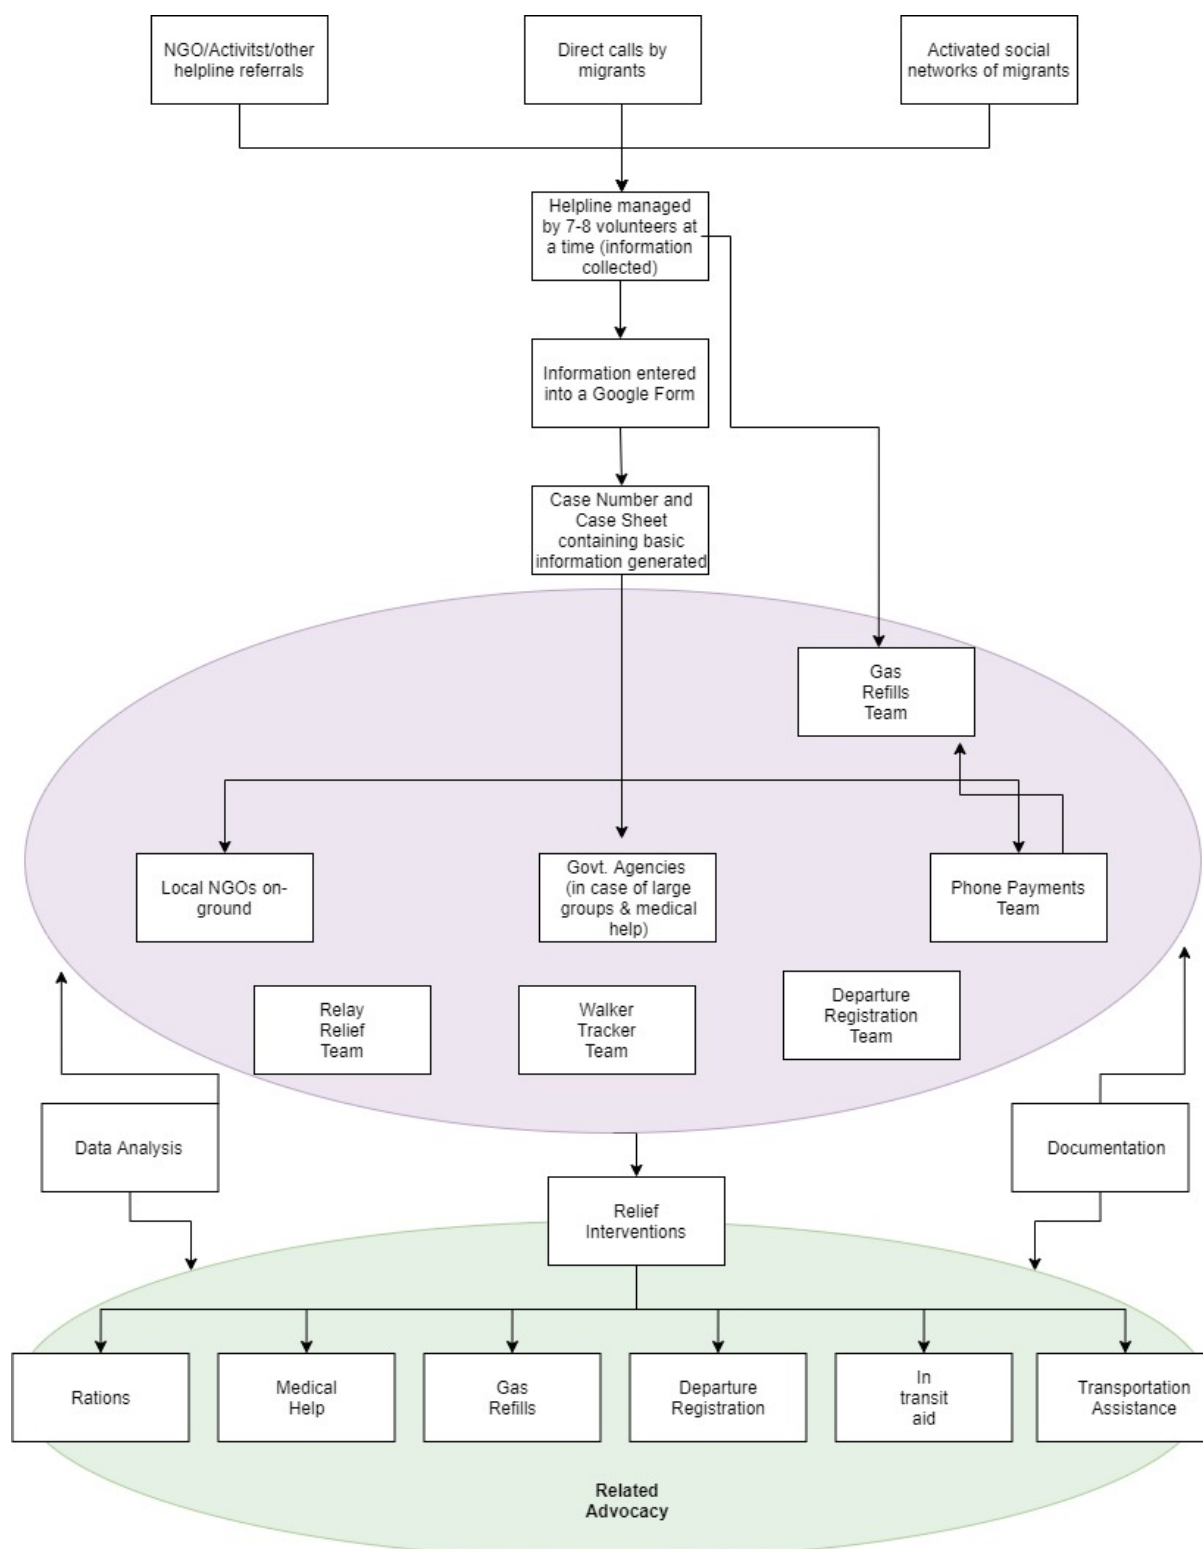 NGO/Activitst/other
helpline referrals
Direct calls by
migrants
Activated social
networks of migrants
Helpline managed
by 7-8 volunteers at
a time (information
collected)
Information entered
into a Google Form
Case Number and
Case Sheet
containing basic
information generated
Gas
Refills
Team
Local NGOs on-
ground
Govt. Agencies
(in case of large
groups & medical
help)
Phone Payments
Team
Relay
Relief
Team
Walker
Tracker
Team
Departure
Registration
Team
Data Analysis
Documentation
Relief
Interventions
Rations
Medical
Help
Gas
Refills
Departure
Registration
In
transit
aid
Transportation
Assistance
Related
Advocacy